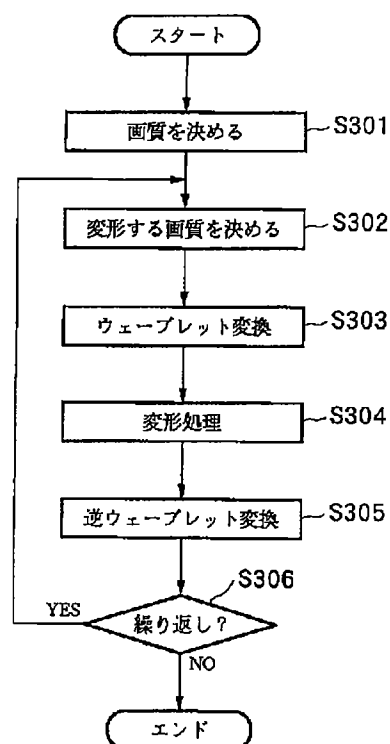 スタート
画質を決める
S301
変形する画質を決める
S302
ウェーブレット変換
S303
変形処理
S304
逆ウェーブレット変換
S305
S306
繰り返し?
YES
NO
エンド